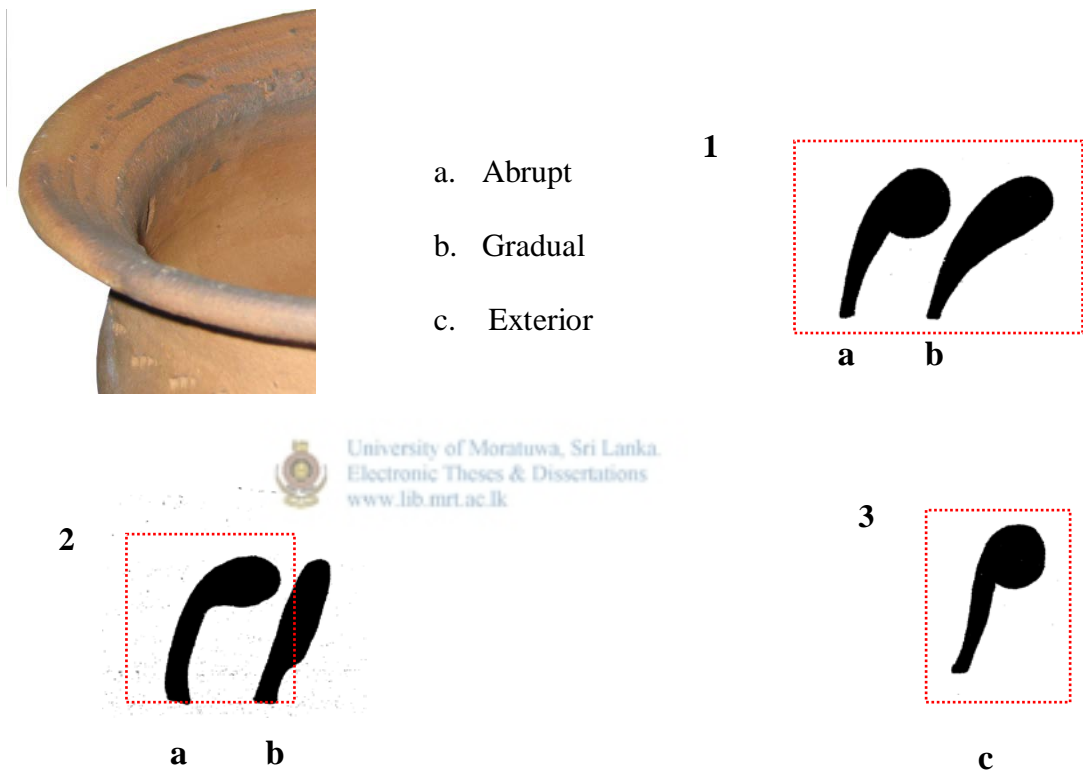 a. Abrupt
b. Gradual
c. Exterior
1
a b
University of Moratuwa, Sri Lanka.
Electronic Theses & Dissertations
www.lib.mrt.ac.lk
2
a b
3
c